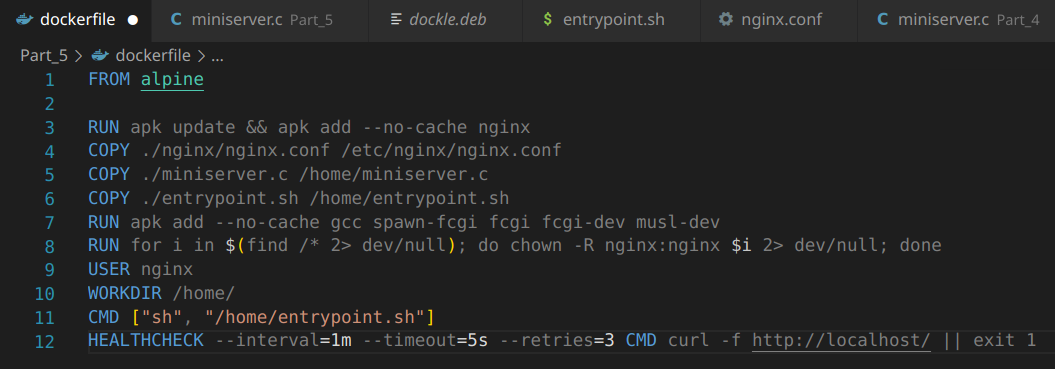 dockerfile ● C miniserver.c Part_5 dockle.deb $ entrypoint.sh nginx.conf C miniserver.c Part_4
Part_5 > dockerfile > ...
1 FROM alpine
2
3 RUN apk update && apk add --no-cache nginx
4 COPY ./nginx/nginx.conf /etc/nginx/nginx.conf
5 COPY ./miniserver.c /home/miniserver.c
6 COPY ./entrypoint.sh /home/entrypoint.sh
7 RUN apk add --no-cache gcc spawn-fcgi fcgi fcgi-dev musl-dev
8 RUN for i in $(find /* 2> dev/null); do chown -R nginx:nginx $i 2> dev/null; done
9 USER nginx
10 WORKDIR /home/
11 CMD ["sh", "/home/entrypoint.sh"]
12 HEALTHCHECK --interval=1m --timeout=5s --retries=3 CMD curl -f http://localhost/ || exit 1